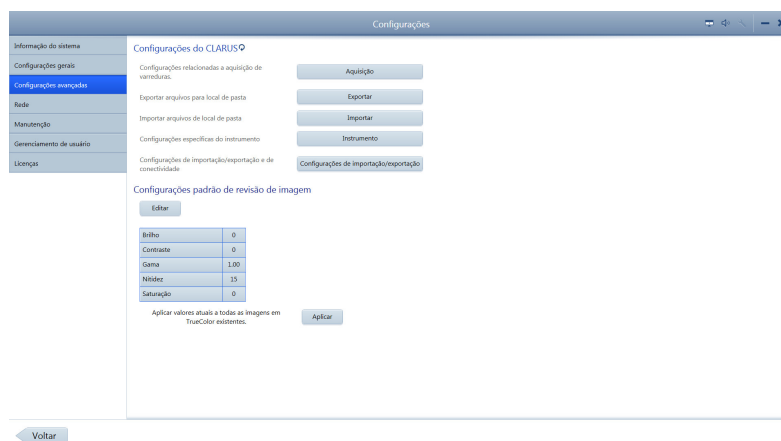 Configurações
Informação do sistema
Configurações gerais
Configurações avançadas
Rede
Manutenção
Gerenciamento de usuário
Licenças
Configurações do CLARUS
Configurações relacionadas a aquisição de
varreduras.
Aquisição
Exportar arquivos para local de pasta
Exportar
Importar arquivos de local de pasta
Importar
Configurações específicas do instrumento
Instrumento
Configurações de importação/exportação e de
conectividade
Configurações de importação/exportação
Configurações padrão de revisão de imagem
Editar
Brilho 0
Contraste 0
Gama 1.00
Nitidez 15
Saturação 0
Aplicar valores atuais a todas as imagens em
TrueColor existentes.
Aplicar
Voltar